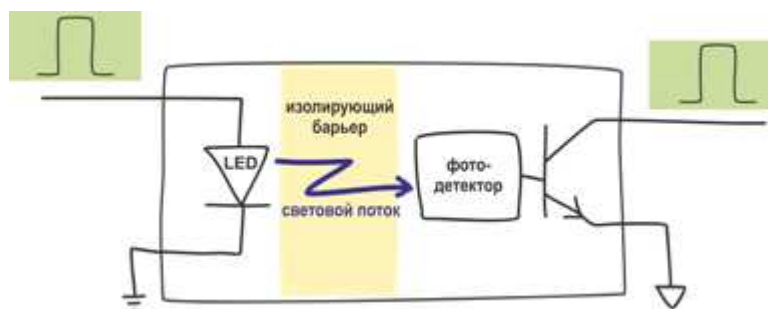 изолирующий
барьер
LED
фото-
детектор
световой поток